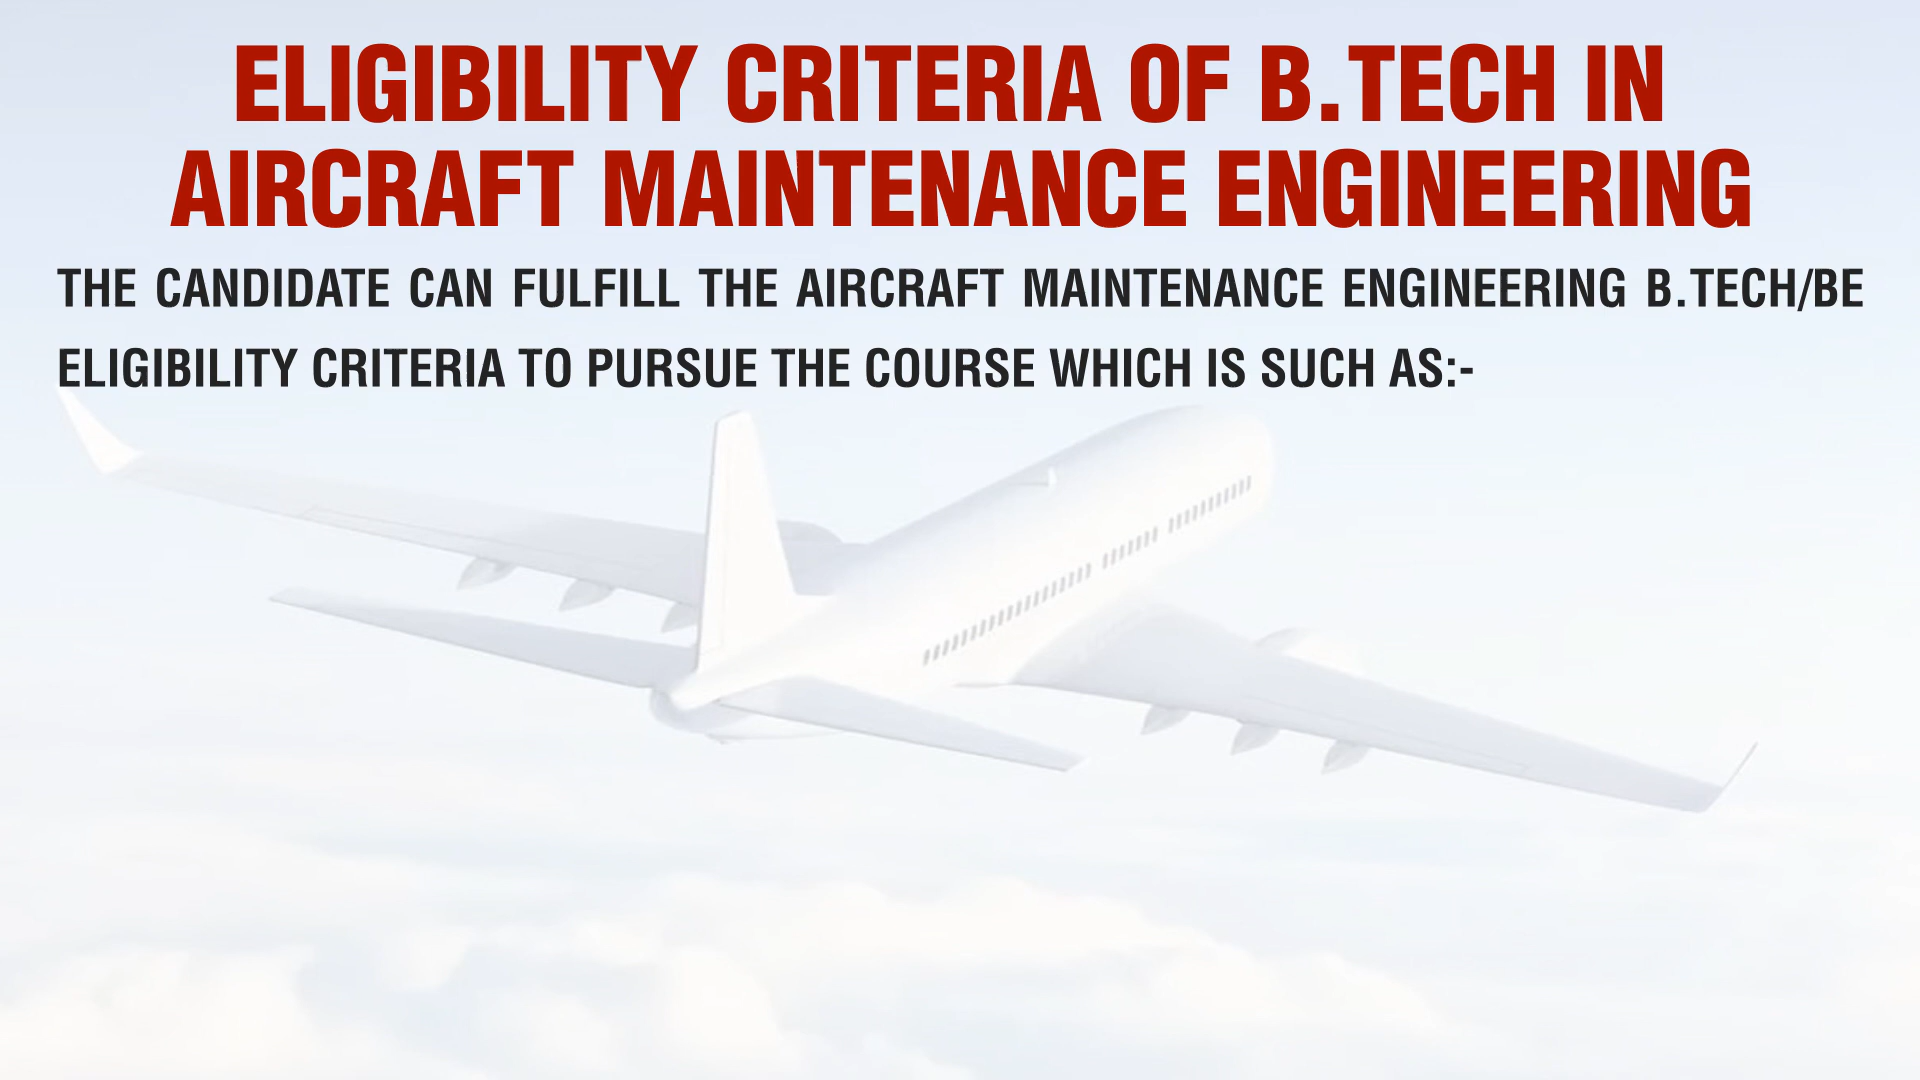 ELIGIBILITY CRITERIA OF B.TECH IN
AIRCRAFT MAINTENANCE ENGINEERING
THE CANDIDATE CAN FULFILL THE AIRCRAFT MAINTENANCE ENGINEERING B.TECH/BE
ELIGIBILITY CRITERIA TO PURSUE THE COURSE WHICH IS SUCH AS:-